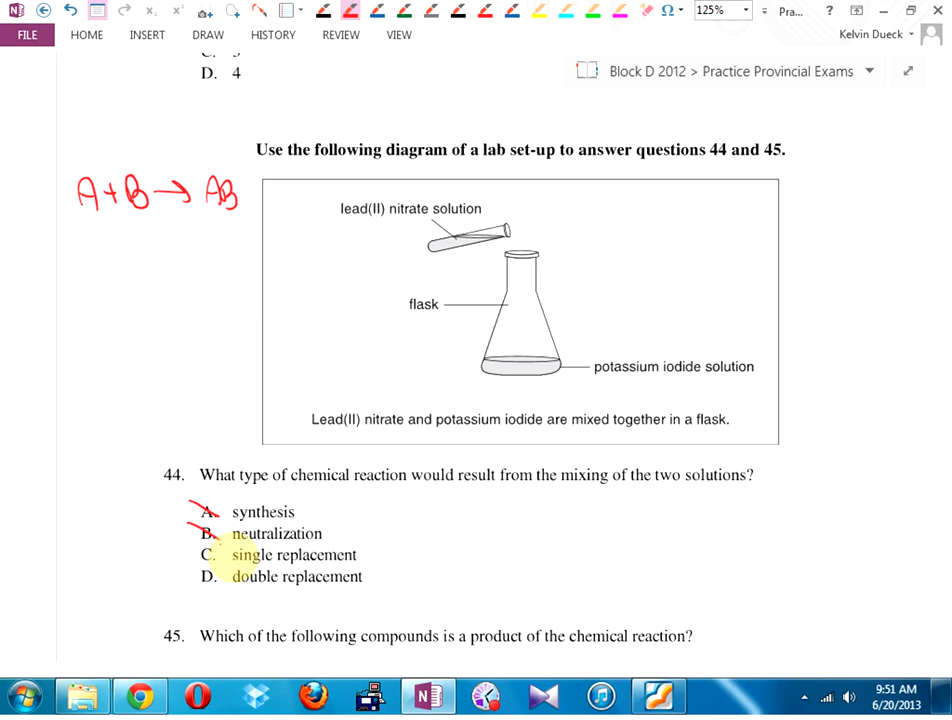 125%
Pra...
?
FILE HOME INSERT DRAW HISTORY REVIEW VIEW
Kelvin Dueck
D. 4
Block D 2012 > Practice Provincial Exams
Use the following diagram of a lab set-up to answer questions 44 and 45.
A+B→AB
lead(II) nitrate solution
flask
potassium iodide solution
Lead(II) nitrate and potassium iodide are mixed together in a flask.
44. What type of chemical reaction would result from the mixing of the two solutions?
A. synthesis
B. neutralization
C. single replacement
D. double replacement
45. Which of the following compounds is a product of the chemical reaction?
9:51 AM
6/20/2013